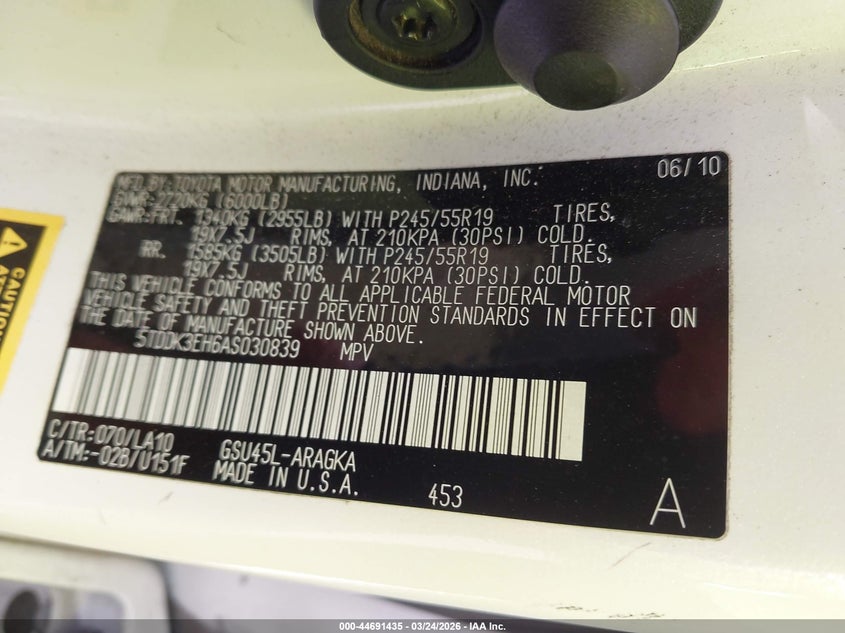 MFD.BY:TOYOTA MOTOR MANUFACTURING, INDIANA, INC. 06/10
GVWR:2720KG (6000LB)
GAWR:FRT. 1340KG (2955LB) WITH P245/55R19 TIRES,
19X7.5J RIMS, AT 210KPA (30PSI) COLD.
RR. 1585KG (3505LB) WITH P245/55R19 TIRES,
19X7.5J RIMS, AT 210KPA (30PSI) COLD.
THIS VEHICLE CONFORMS TO ALL APPLICABLE FEDERAL MOTOR
VEHICLE SAFETY AND THEFT PREVENTION STANDARDS IN EFFECT ON
THE DATE OF MANUFACTURE SHOWN ABOVE.
5TDDK3EH6AS030839 MPV
C/TR:070/LA10 GSU45L-ARAGKA
A/TM:-02B/U151F MADE IN U.S.A.
453 A
CAUTION
000-44691435 - 03/24/2026 - IAA Inc.